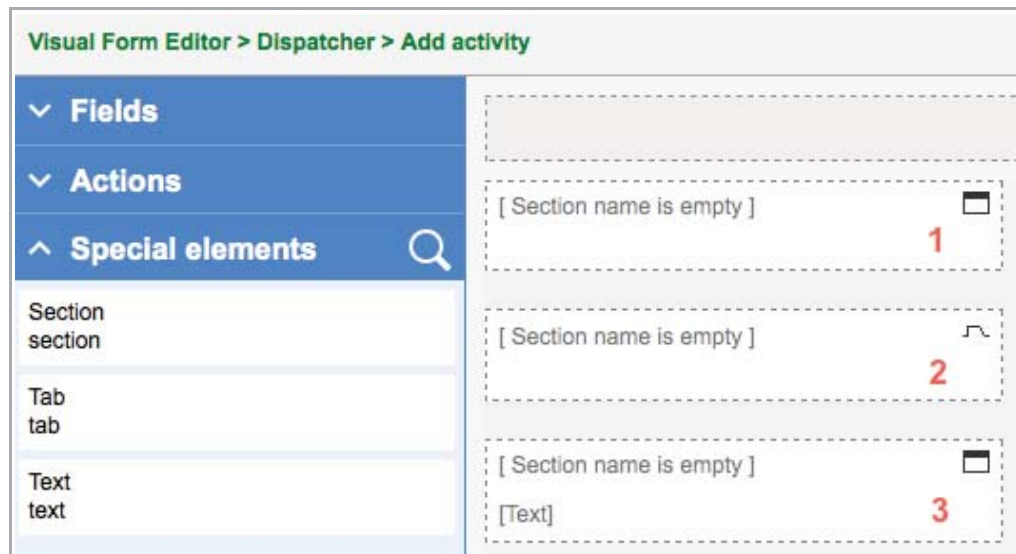 Visual Form Editor > Dispatcher > Add activity
Fields
Actions
Special elements
Section
section
Tab
tab
Text
text
[ Section name is empty ]
1
[ Section name is empty ]
2
[ Section name is empty ]
[Text]
3